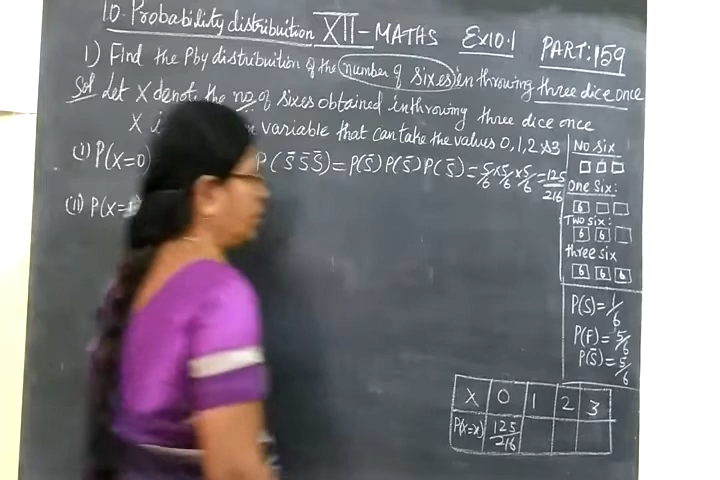 10. Probability distribution XII - MATHS Ex10.1 PART:159
1) Find the Pby distribution of the number of sixes in throwing three dice once
Sol Let X denote the no. of sixes obtained in throwing three dice once
X variable that can take the values 0, 1, 2 & 3
(i) P(X=0) P(S̄ S̄ S̄) = P(S̄) P(S̄) P(S̄) = 5/6 × 5/6 × 5/6 = 125/216
(ii) P(X=1)
No six
One Six:
6
Two six:
6 6
three six
6 6 6
P(S) = 1/6
P(F) = 5/6
P(S̄) = 5/6
X 0 1 2 3
P(X=x) 125/216